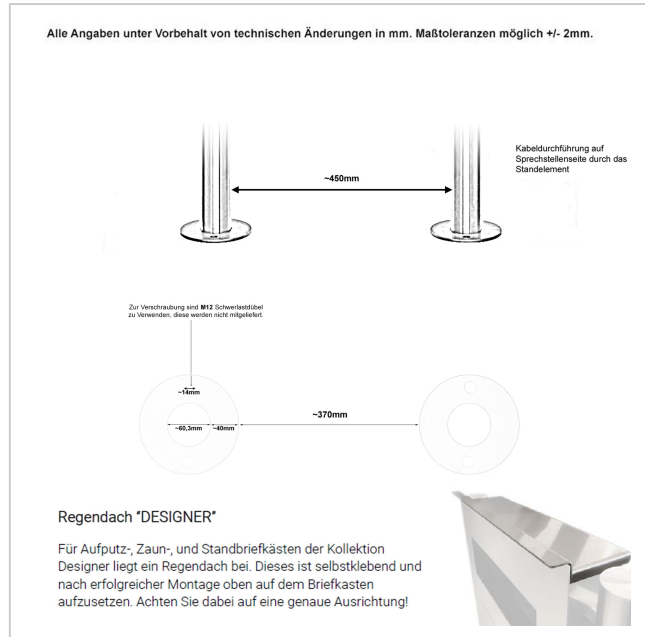 Alle Angaben unter Vorbehalt von technischen Änderungen in mm. Maßtoleranzen möglich +/- 2mm.
~450mm
Kabeldurchführung auf
Sprechstellenseite durch das
Standelement
Zur Verschraubung sind M12 Schwerlastdübel
zu Verwenden, diese werden nicht mitgeliefert.
~14mm
~370mm
~60,3mm
~40mm
Regendach "DESIGNER"
Für Aufputz-, Zaun-, und Standbriefkästen der Kollektion
Designer liegt ein Regendach bei. Dieses ist selbstklebend und
nach erfolgreicher Montage oben auf dem Briefkasten
aufzusetzen. Achten Sie dabei auf eine genaue Ausrichtung!